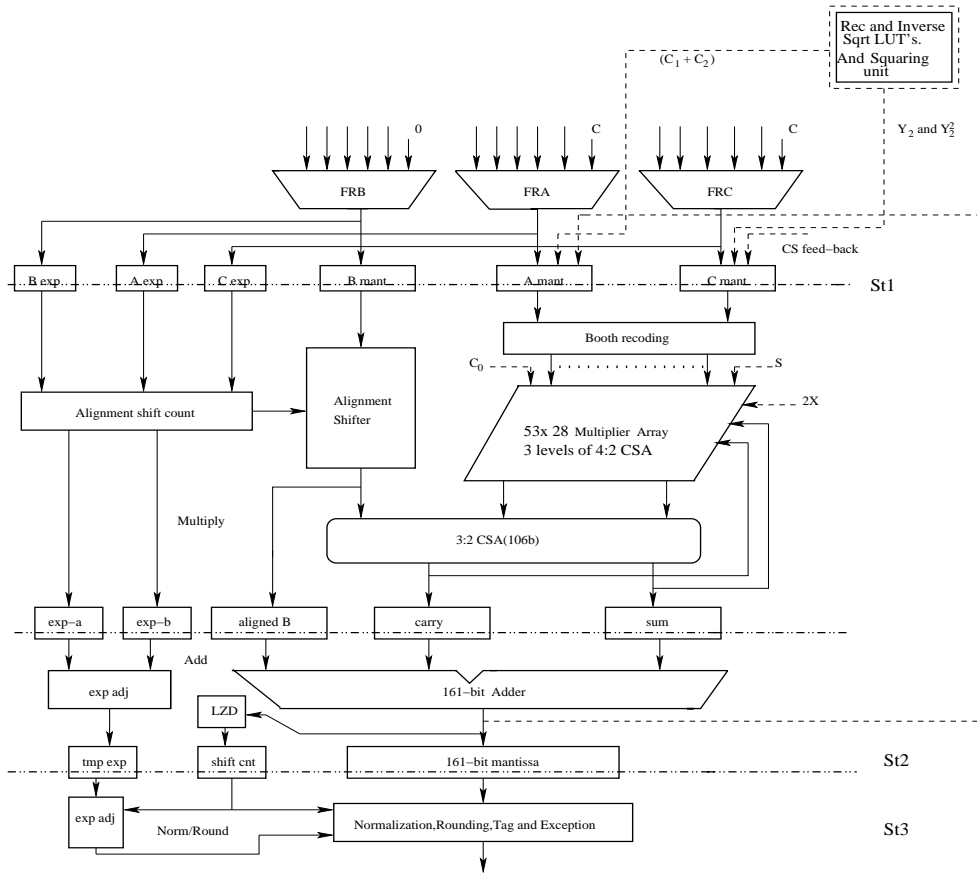 Rec and Inverse
Sqrt LUT's.
And Squaring
unit
(C1 + C2)
Y2 and Y2^2
0
C
C
FRB
FRA
FRC
CS feed-back
B exp
A exp
C exp
B mant
A mant
C mant
St1
Booth recoding
C0
S
Alignment shift count
Alignment
Shifter
2X
53x 28 Multiplier Array
3 levels of 4:2 CSA
Multiply
3:2 CSA(106b)
exp-a
exp-b
aligned B
carry
sum
Add
exp adj
161-bit Adder
LZD
tmp exp
shift cnt
161-bit mantissa
St2
exp adj
Norm/Round
Normalization,Rounding,Tag and Exception
St3